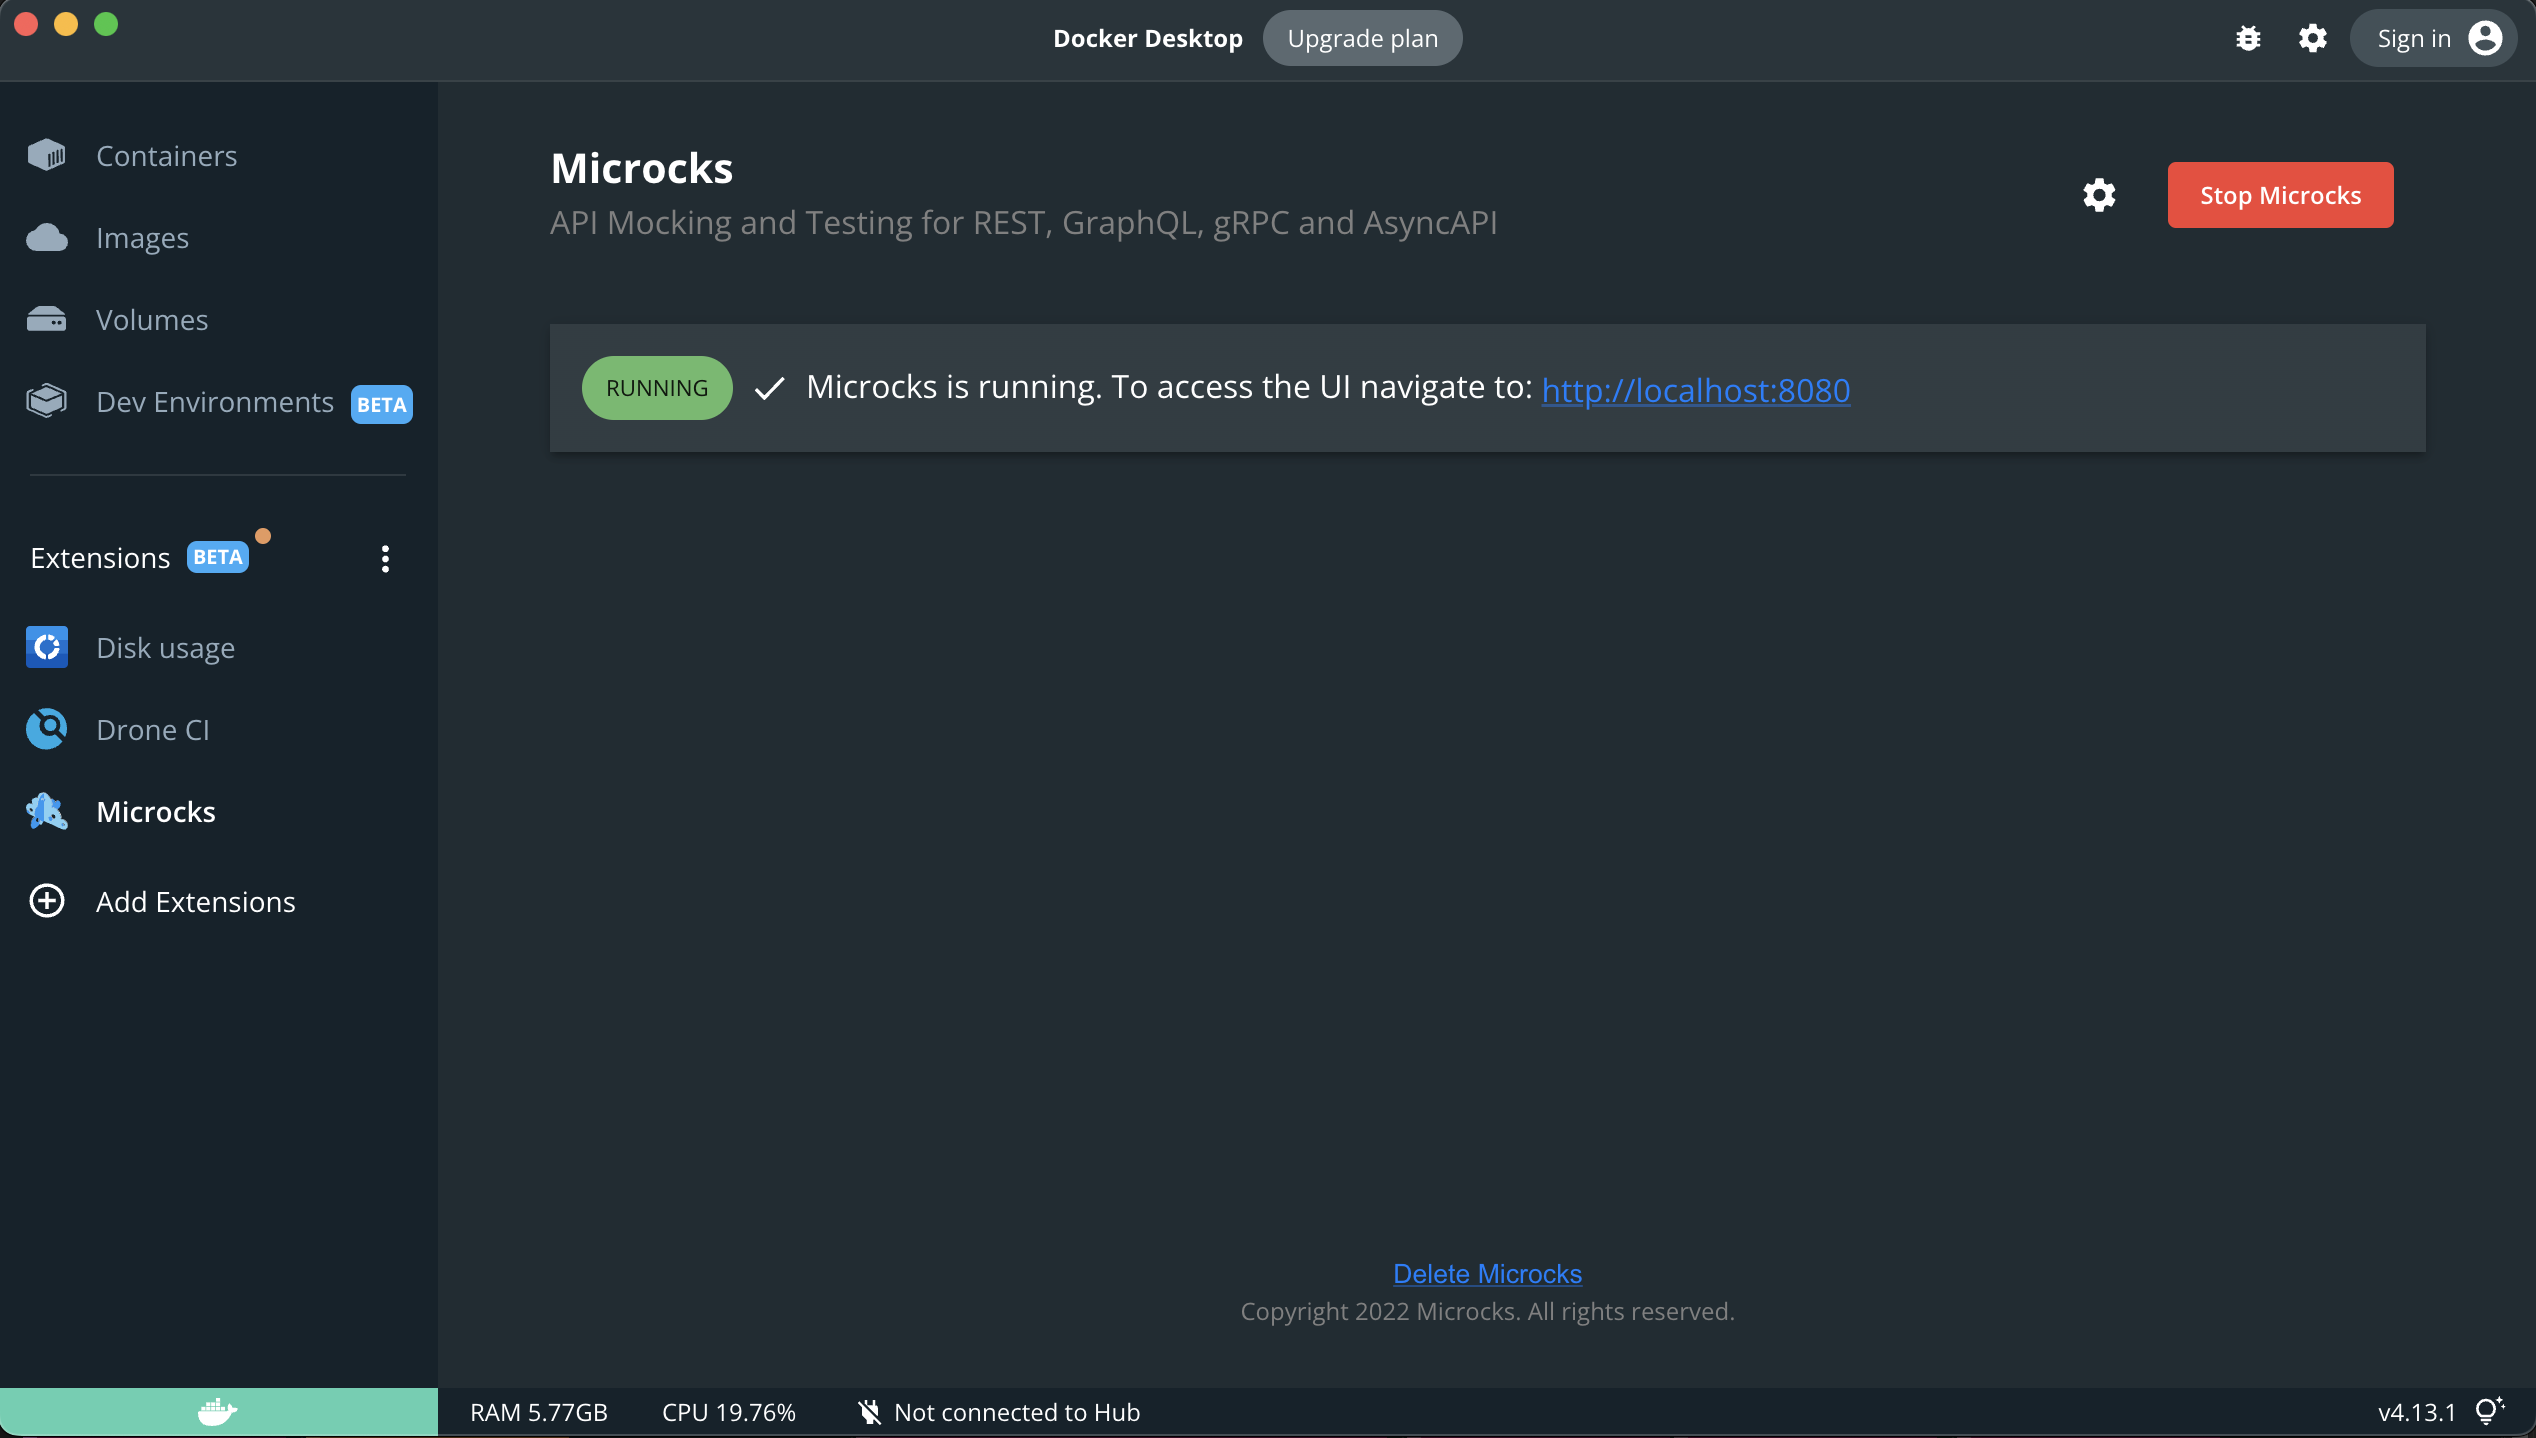 Docker Desktop
Upgrade plan
Sign in
Containers
Images
Volumes
Dev Environments BETA
Extensions BETA
Disk usage
Drone CI
Microcks
Add Extensions
Microcks
API Mocking and Testing for REST, GraphQL, gRPC and AsyncAPI
Stop Microcks
RUNNING Microcks is running. To access the UI navigate to: http://localhost:8080
Delete Microcks
Copyright 2022 Microcks. All rights reserved.
RAM 5.77GB CPU 19.76% Not connected to Hub
v4.13.1